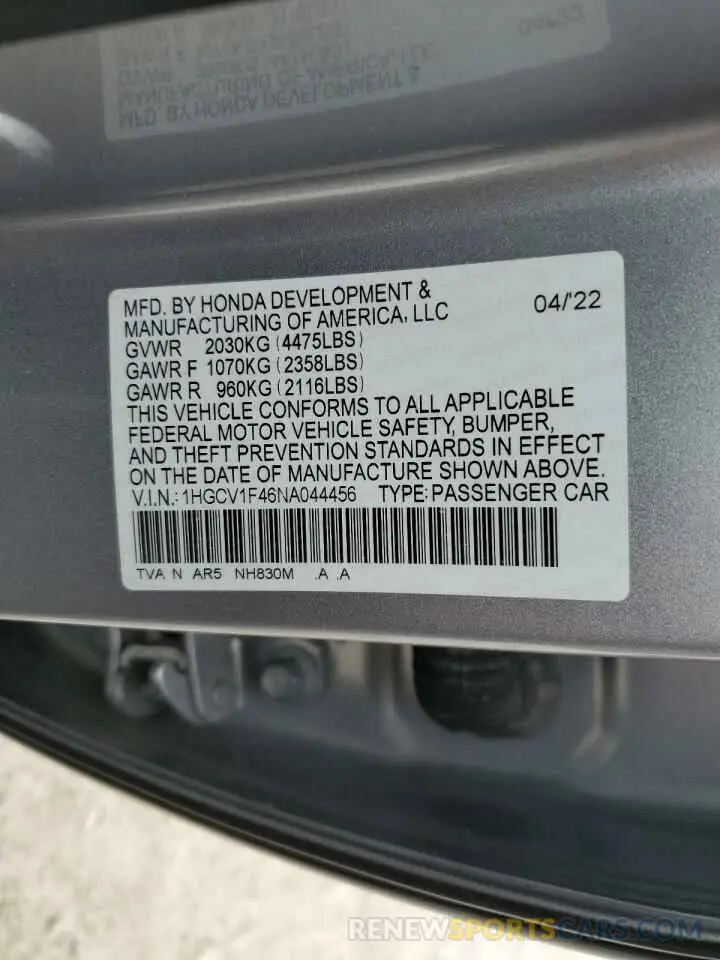 MFD. BY HONDA DEVELOPMENT &
MANUFACTURING OF AMERICA, LLC 04/'22
GVWR 2030KG (4475LBS)
GAWR F 1070KG (2358LBS)
GAWR R 960KG (2116LBS)
THIS VEHICLE CONFORMS TO ALL APPLICABLE
FEDERAL MOTOR VEHICLE SAFETY, BUMPER,
AND THEFT PREVENTION STANDARDS IN EFFECT
ON THE DATE OF MANUFACTURE SHOWN ABOVE.
V.I.N.: 1HGCV1F46NA044456 TYPE: PASSENGER CAR
TVA N AR5 NH830M .A .A
RENEWSPORTSCARS.COM